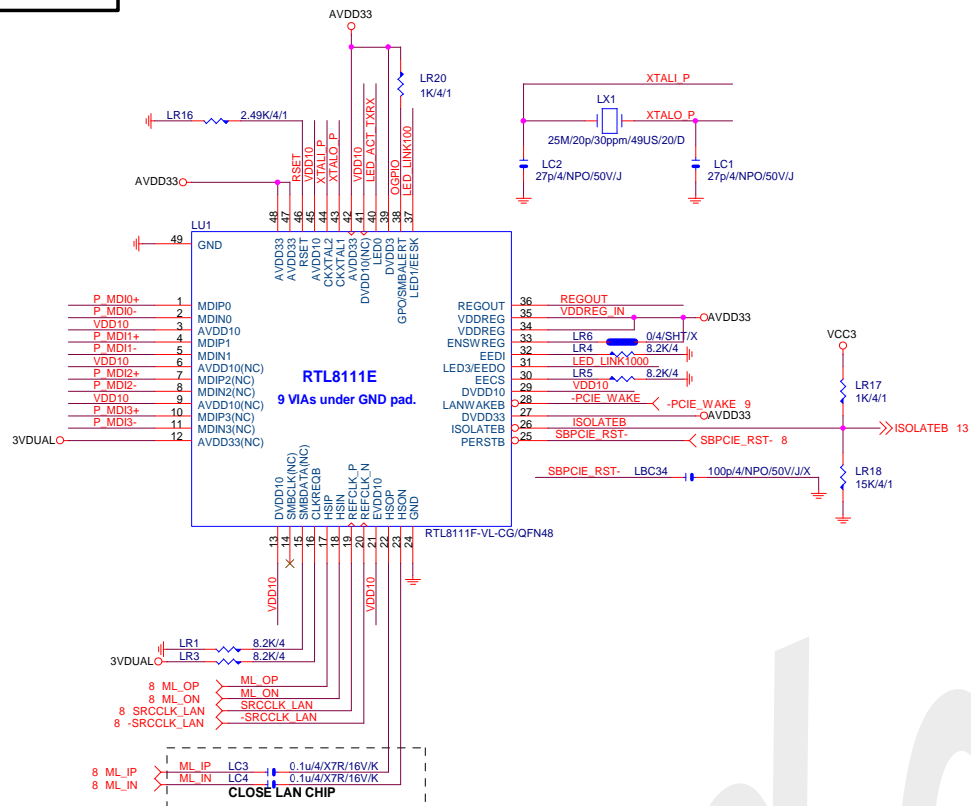 AVDD33
LR20
1K/4/1
LR16 2.49K/4/1
XTALI_P
LX1
XTALO_P
25M/20p/30ppm/49US/20/D
LC2
27p/4/NPO/50V/J
LC1
27p/4/NPO/50V/J
AVDD33
RSET
VDD10
XTALI_P
XTALO_P
VDD10
LED_ACT_TXRX
OGPIO
LED_LINK100
48 47 46 45 44 43 42 41 40 39 38 37
LU1
AVDD33
AVDD33
RSET
AVDD10
CKXTAL2
CKXTAL1
AVDD33
DVDD10(NC)
LED0
DVDD3
GPO/SMBALERT
LED1/EESK
49 GND
P_MDI0+ 1 MDIP0
P_MDI0- 2 MDIN0
VDD10 3 AVDD10
P_MDI1+ 4 MDIP1
P_MDI1- 5 MDIN1
VDD10 6 AVDD10(NC)
P_MDI2+ 7 MDIP2(NC)
P_MDI2- 8 MDIN2(NC)
VDD10 9 AVDD10(NC)
P_MDI3+ 10 MDIP3(NC)
P_MDI3- 11 MDIN3(NC)
3VDUAL 12 AVDD33(NC)
RTL8111E
9 VIAs under GND pad.
REGOUT 36 REGOUT
VDDREG 35 VDDREG_IN AVDD33
VDDREG 34
ENSWREG 33 LR6 0/4/SHT/X
EEDI 32 LR4 8.2K/4
LED3/EEDO 31 LED_LINK1000
EECS 30 LR5 8.2K/4
DVDD10 29 VDD10
LANWAKEB 28 -PCIE_WAKE -PCIE_WAKE 9
DVDD33 27 AVDD33
ISOLATEB 26 ISOLATEB
PERSTB 25 SBPCIE_RST- SBPCIE_RST- 8
VCC3
LR17
1K/4/1
ISOLATEB 13
LR18
15K/4/1
SBPCIE_RST- LBC34 100p/4/NPO/50V/J/X
DVDD10
SMBCLK(NC)
SMBDATA(NC)
CLKREQB
HSIP
HSIN
REFCLK_P
REFCLK_N
EVDD10
HSOP
HSON
GND
RTL8111F-VL-CG/QFN48
13 14 15 16 17 18 19 20 21 22 23 24
VDD10
VDD10
LR1 8.2K/4
3VDUAL LR3 8.2K/4
8 ML_OP ML_OP
8 ML_ON ML_ON
8 SRCCLK_LAN SRCCLK_LAN
8 -SRCCLK_LAN -SRCCLK_LAN
8 ML_IP ML_IP LC3 0.1u/4/X7R/16V/K
8 ML_IN ML_IN LC4 0.1u/4/X7R/16V/K
CLOSE LAN CHIP